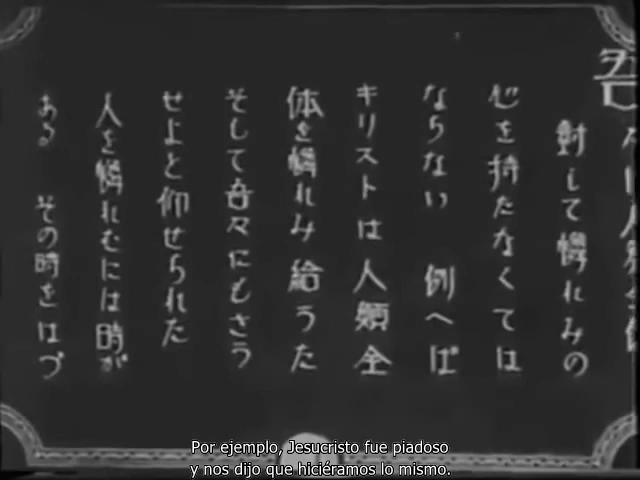 吾
對して憐れみの
心を持たなくては
ならない 例へば
キリストは人類全
体を憐れみ給うた
そして吾々にもさう
せよと仰せられた
人を憐れむには時が
ある その時をはづ
Por ejemplo, Jesucristo fue piadoso
y nos dijo que hiciéramos lo mismo.